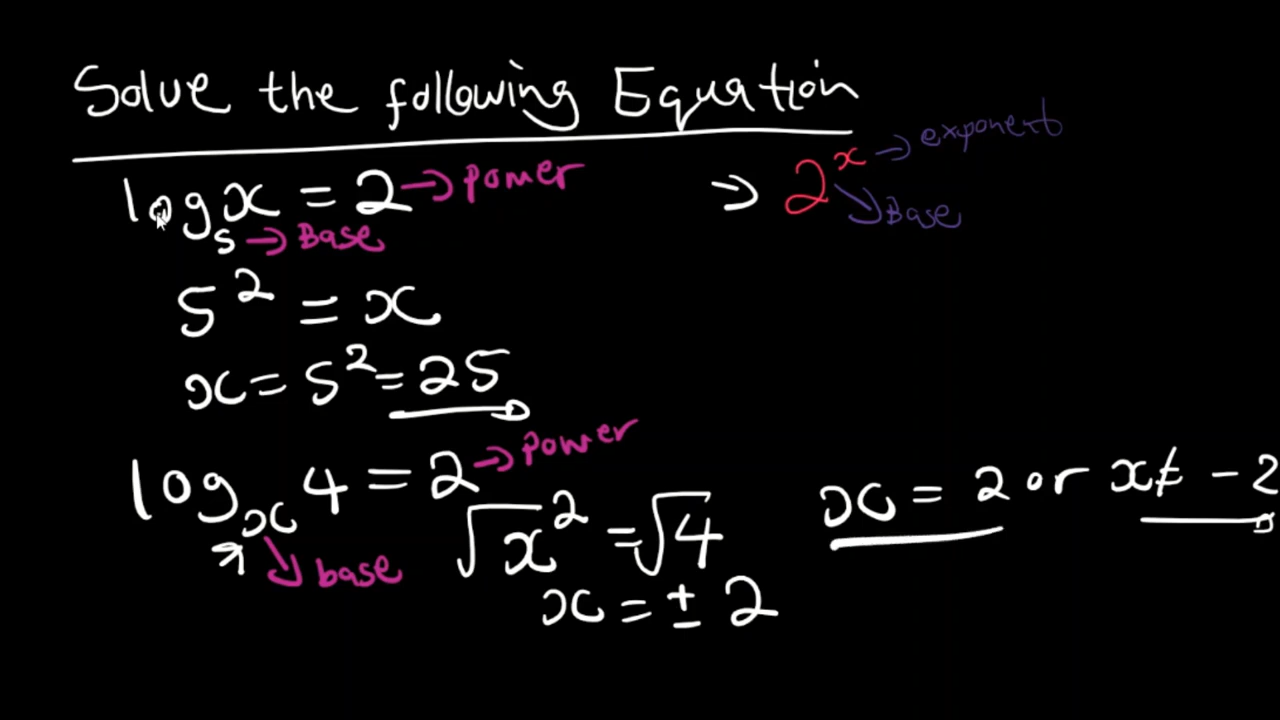 Solve the following Equation
log₅x = 2 → Power ⇒ 2ˣ → exponent
5 → Base Base
5² = x
x = 5² = 25
logₓ4 = 2 → Power
base
√x² = √4 x = 2 or x ≠ -2
x = ± 2